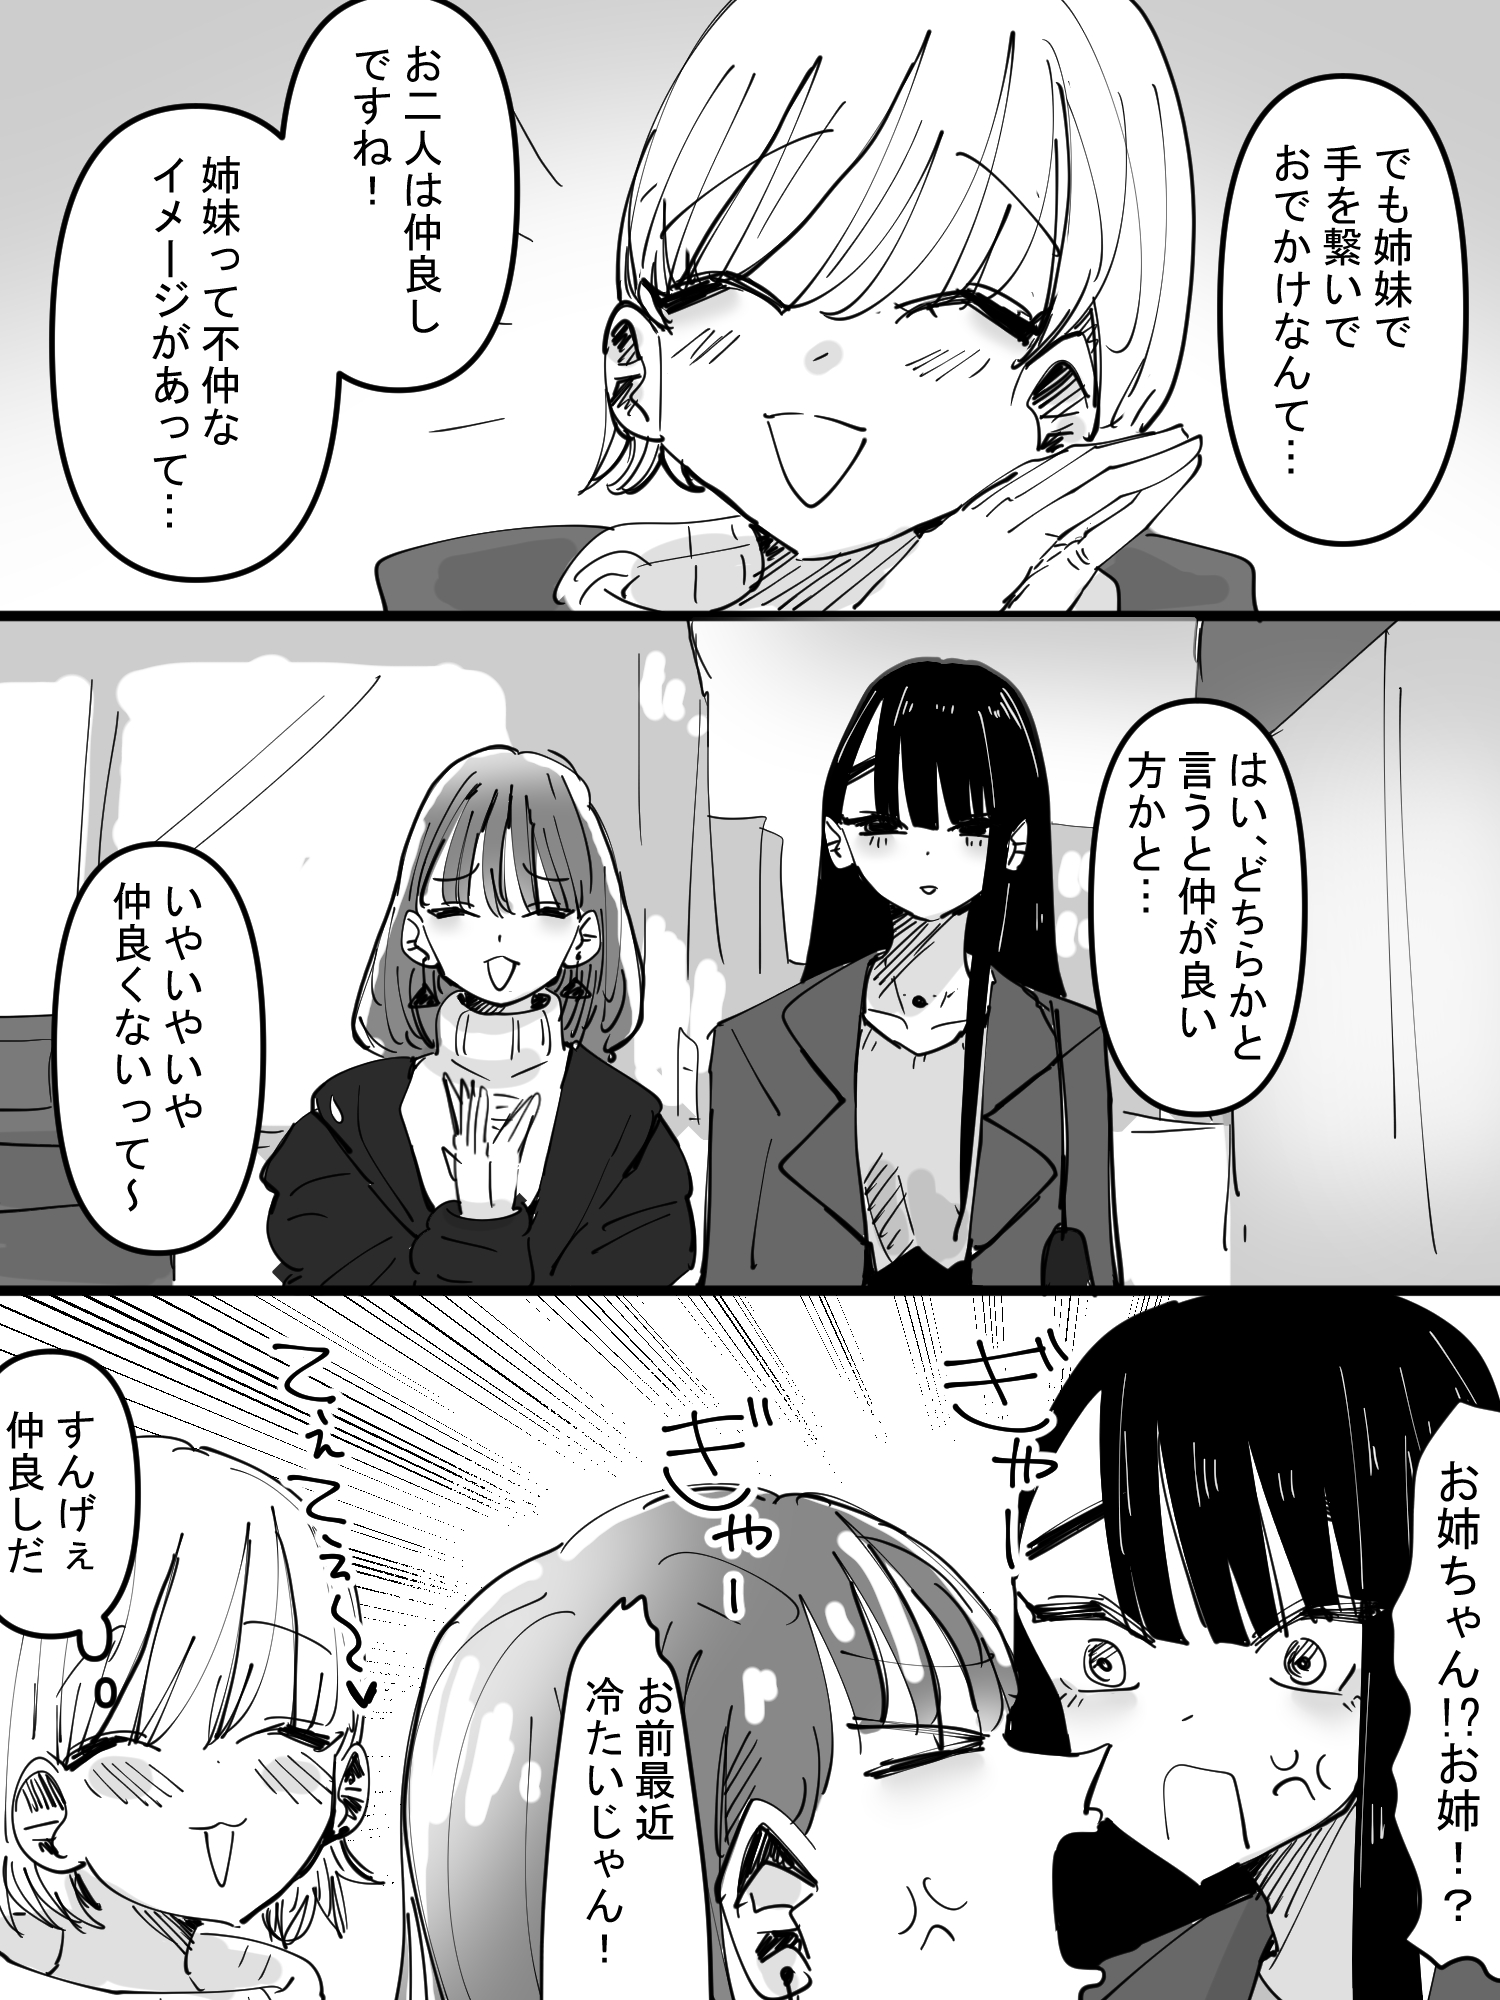 でも姉妹で
手を繋いで
おでかけなんて…
お二人は仲良し
ですね!
姉妹って不仲な
イメージがあって…
はい、どちらかと
言うと仲が良い
方かと…
いやいやいや
仲良くないって〜
お姉ちゃん!?お姉!?
ぎゃー
ぎゃー
お前最近
冷たいじゃん!
てぇてぇ〜
すんげぇ
仲良しだ